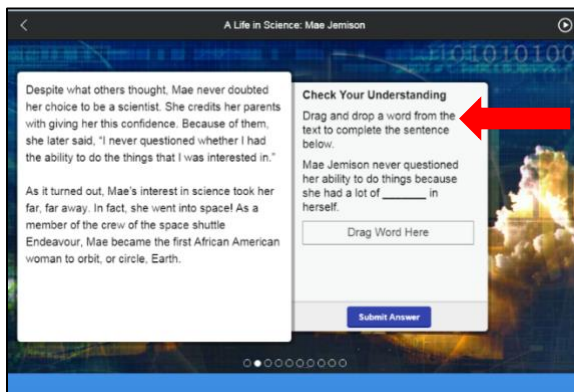 A Life in Science: Mae Jemison
01010100
Despite what others thought, Mae never doubted
her choice to be a scientist. She credits her parents
with giving her this confidence. Because of them,
she later said, "I never questioned whether I had
the ability to do the things that I was interested in."
As it turned out, Mae's interest in science took her
far, far away. In fact, she went into space! As a
member of the crew of the space shuttle
Endeavour, Mae became the first African American
woman to orbit, or circle, Earth.
Check Your Understanding
Drag and drop a word from the
text to complete the sentence
below.
Mae Jemison never questioned
her ability to do things because
she had a lot of _______ in
herself.
Drag Word Here
Submit Answer